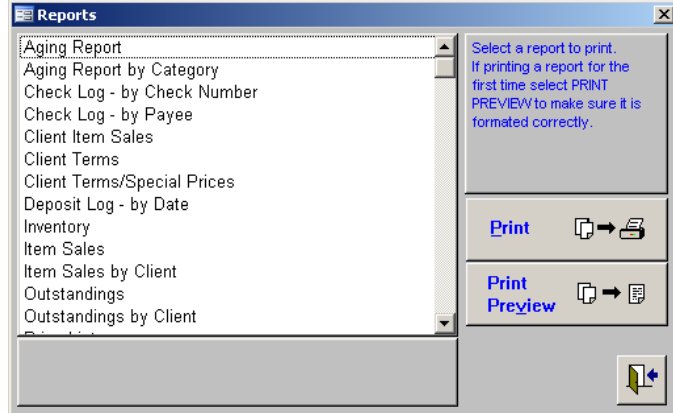 Reports
Aging Report
Aging Report by Category
Check Log - by Check Number
Check Log - by Payee
Client Item Sales
Client Terms
Client Terms/Special Prices
Deposit Log - by Date
Inventory
Item Sales
Item Sales by Client
Outstandings
Outstandings by Client
Select a report to print.
If printing a report for the
first time select PRINT
PREVIEW to make sure it is
formated correctly.
Print
Print
Preview